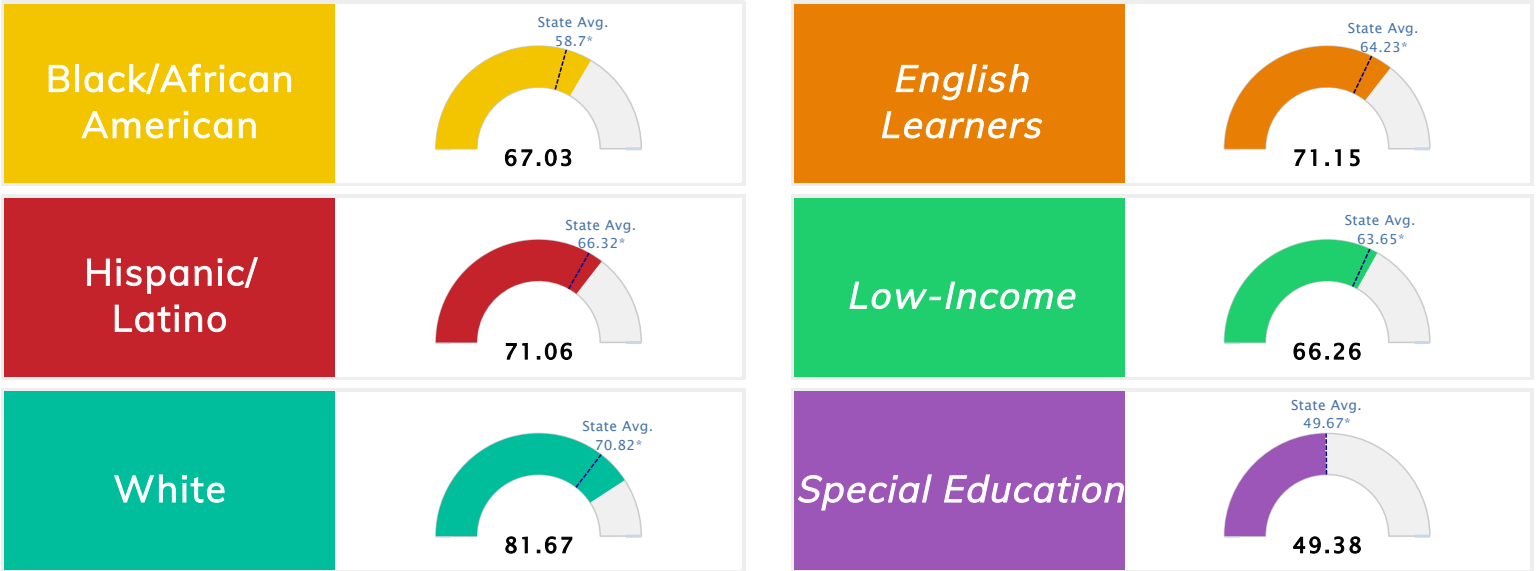 Black/African
American
State Avg.
58.7*
67.03
English
Learners
State Avg.
64.23*
71.15
Hispanic/
Latino
State Avg.
66.32*
71.06
Low-Income
State Avg.
63.65*
66.26
White
State Avg.
70.82*
81.67
Special Education
State Avg.
49.67*
49.38